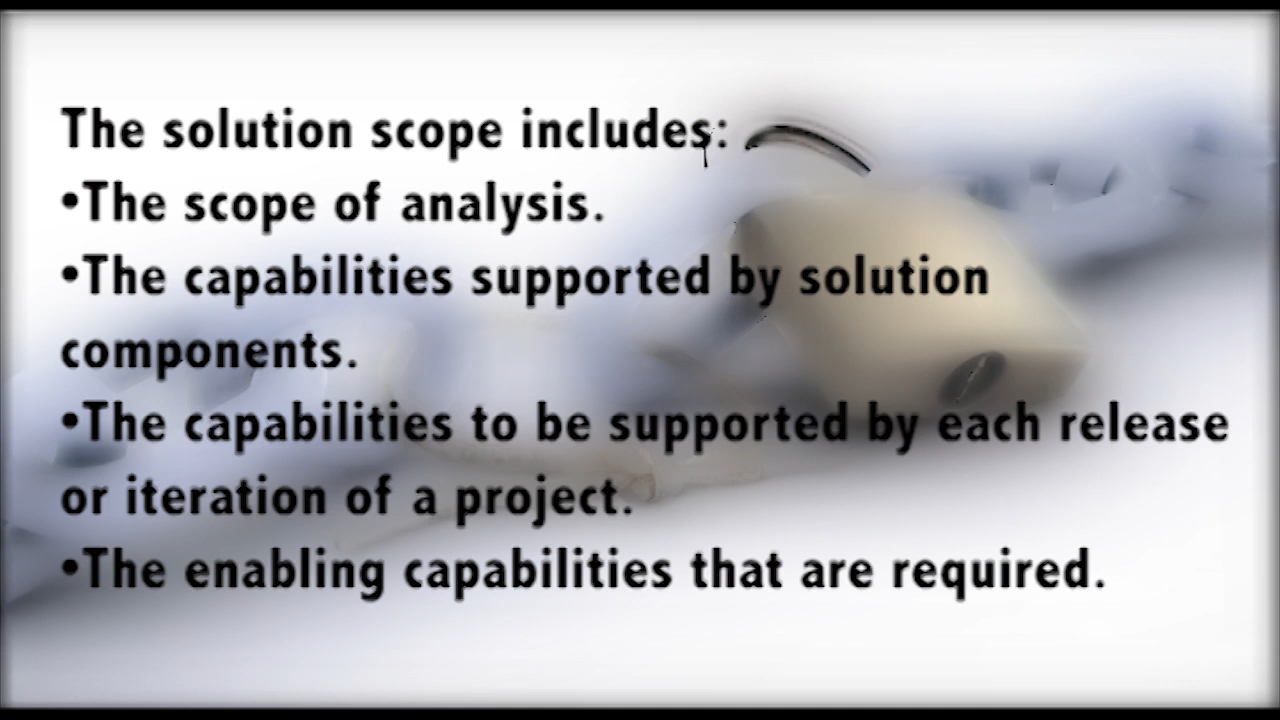 The solution scope includes:
•The scope of analysis.
•The capabilities supported by solution
components.
•The capabilities to be supported by each release
or iteration of a project.
•The enabling capabilities that are required.